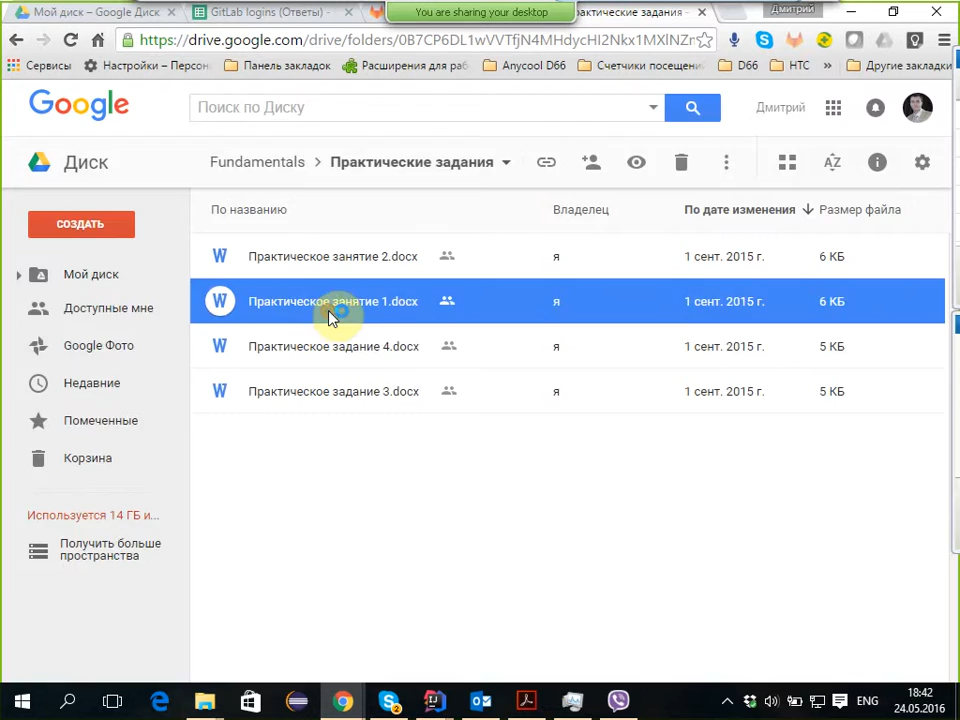 Мой диск – Google Диск
GitLab logins (Ответы) -
You are sharing your desktop
рактические задания -
Дмитрий
https://drive.google.com/drive/folders/0B7CP6DL1wVVTfjN4MHdycHI2Nkx1MXlNZn
Сервисы
Настройки – Персон
Панель закладок
Расширения для раб
Anycool D66
Счетчики посещени
D66
НТС
»
Другие закладки
Google
Поиск по Диску
Дмитрий
Диск
Fundamentals > Практические задания
СОЗДАТЬ
Мой диск
Доступные мне
Google Фото
Недавние
Помеченные
Корзина
Используется 14 ГБ и...
Получить больше
пространства
По названию
Владелец
По дате изменения
Размер файла
Практическое занятие 2.docx
я
1 сент. 2015 г.
6 КБ
Практическое занятие 1.docx
я
1 сент. 2015 г.
6 КБ
Практическое задание 4.docx
я
1 сент. 2015 г.
5 КБ
Практическое задание 3.docx
я
1 сент. 2015 г.
5 КБ
ENG
18:42
24.05.2016